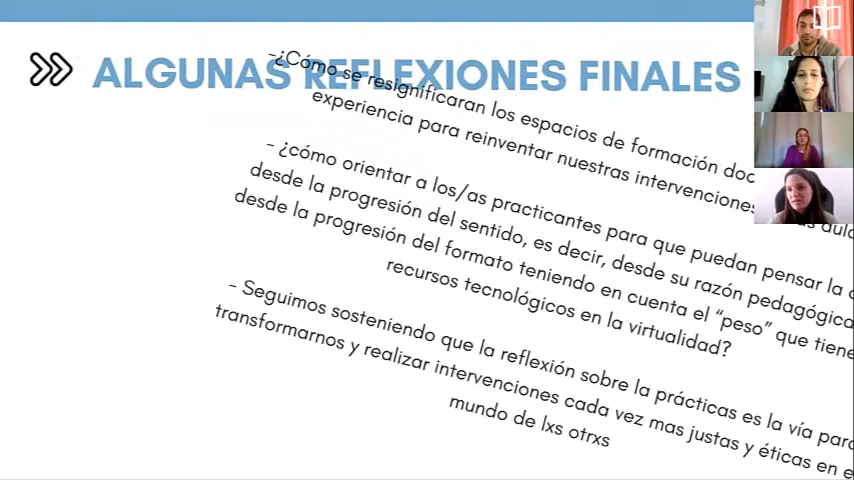 ALGUNAS REFLEXIONES FINALES
-¿Cómo se resignificaran los espacios de formación
experiencia para reinventar nuestras intervenciones
- ¿cómo orientar a los/as practicantes para que puedan pensar la
desde la progresión del sentido, es decir, desde su razón pedagógica
desde la progresión del formato teniendo en cuenta el “peso” que tiene
recursos tecnológicos en la virtualidad?
- Seguimos sosteniendo que la reflexión sobre la prácticas es la vía para
transformarnos y realizar intervenciones cada vez mas justas y éticas en e
mundo de lxs otrxs